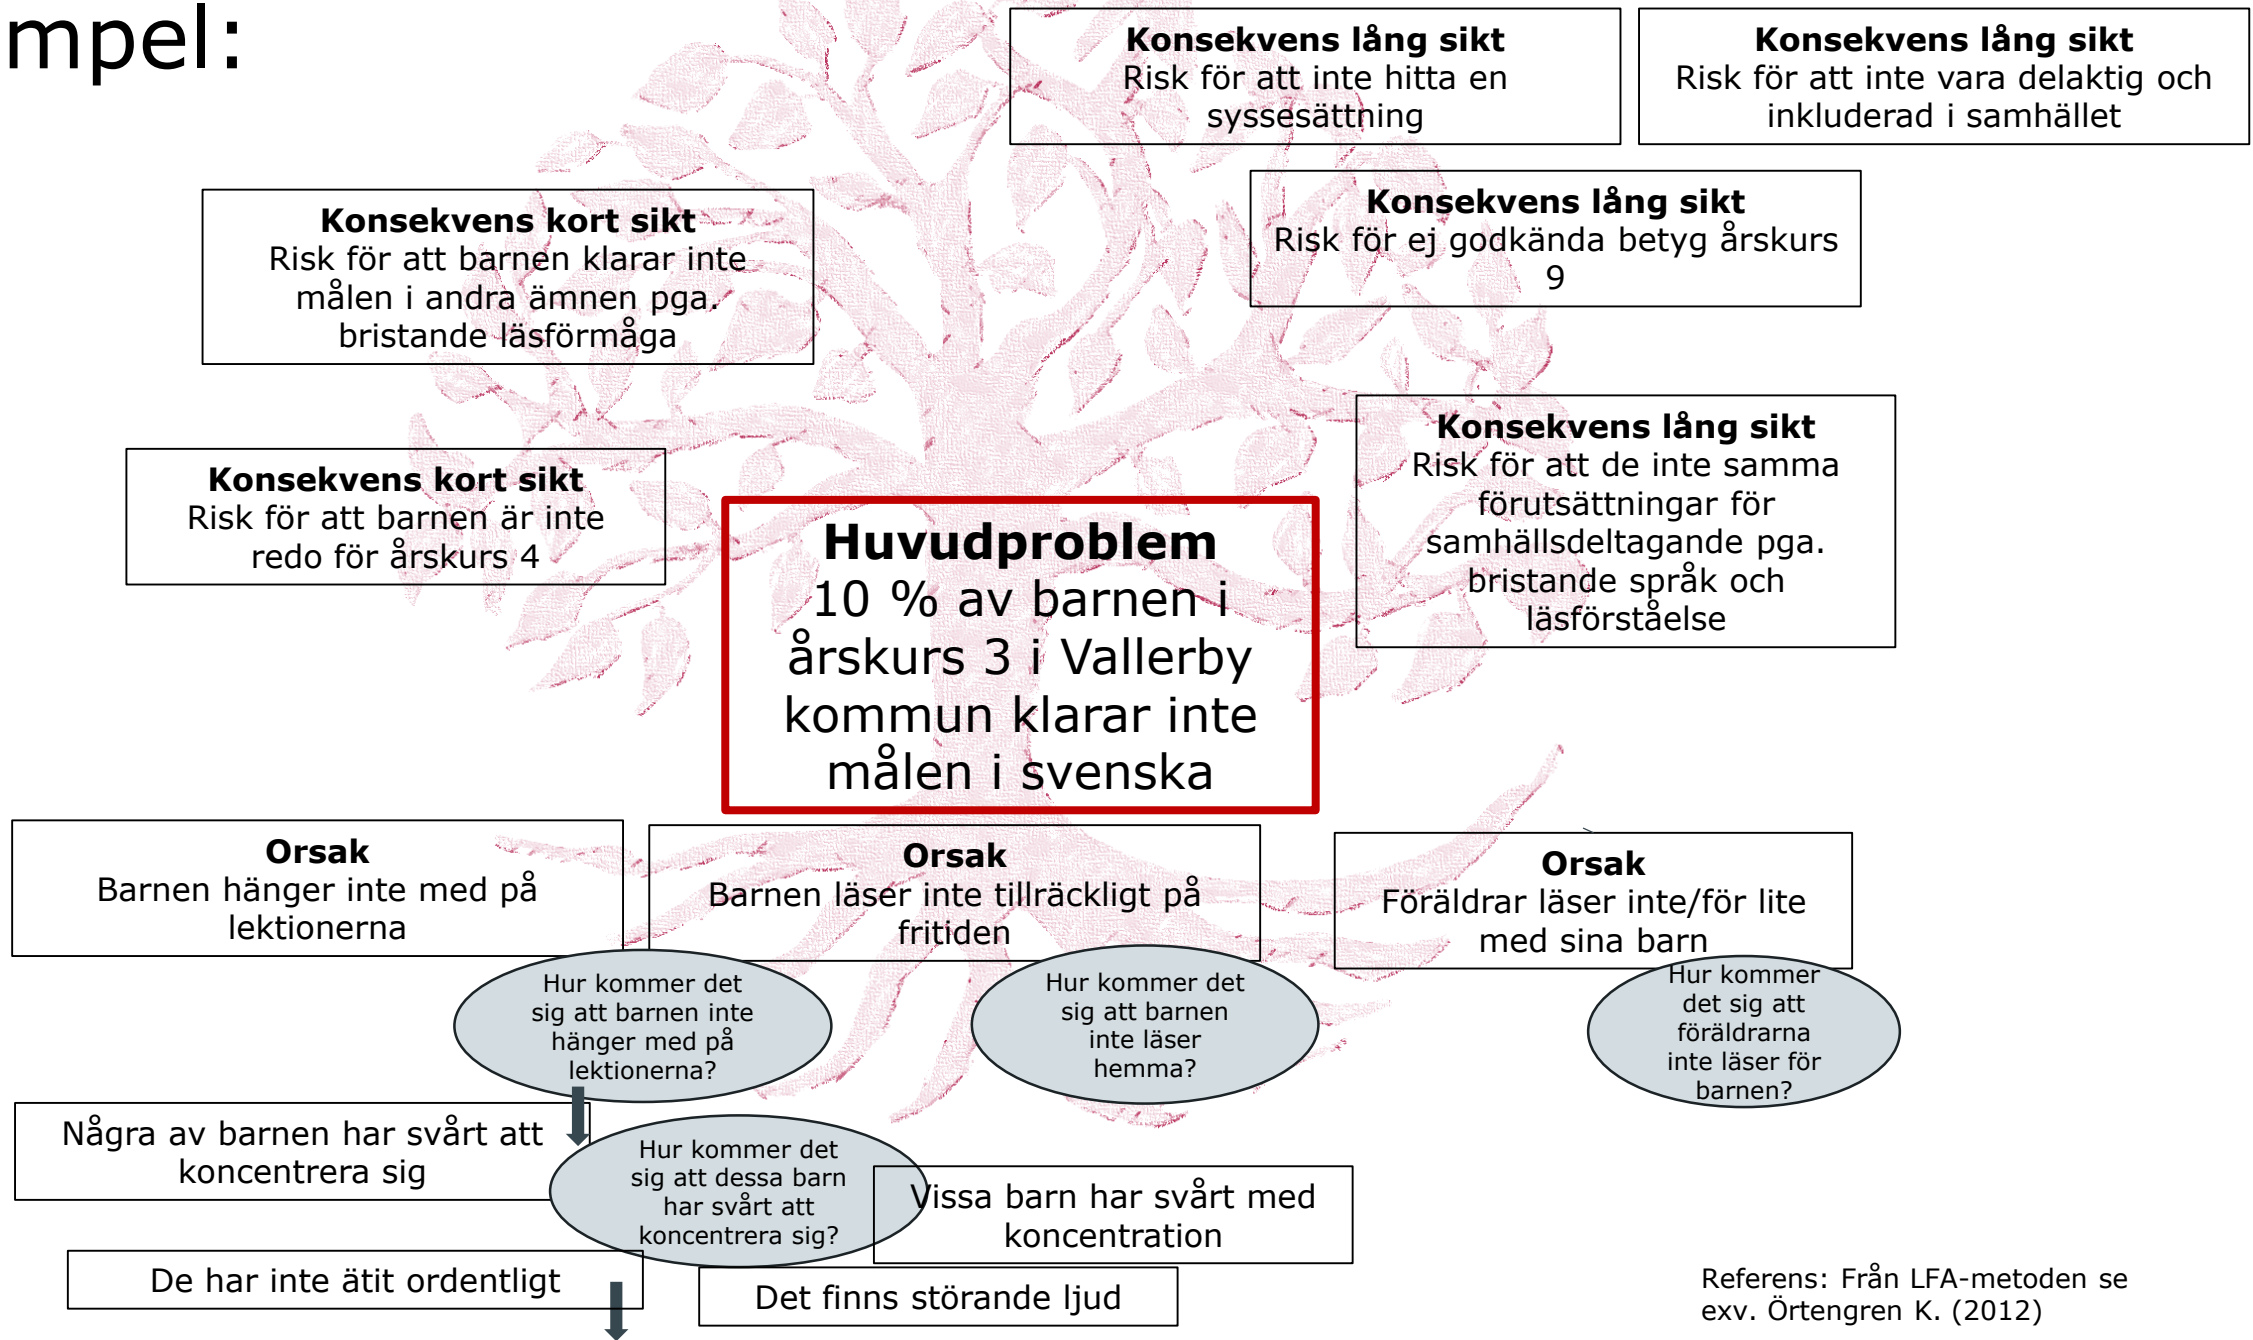 mpel:
Konsekvens lång sikt
Risk för att inte hitta en
syssesättning
Konsekvens lång sikt
Risk för att inte vara delaktig och
inkluderad i samhället
Konsekvens kort sikt
Risk för att barnen klarar inte
målen i andra ämnen pga.
bristande läsförmåga
Konsekvens lång sikt
Risk för ej godkända betyg årskurs
9
Konsekvens kort sikt
Risk för att barnen är inte
redo för årskurs 4
Konsekvens lång sikt
Risk för att de inte samma
förutsättningar för
samhällsdeltagande pga.
bristande språk och
läsförståelse
Huvudproblem
10 % av barnen i
årskurs 3 i Vallerby
kommun klarar inte
målen i svenska
Orsak
Barnen hänger inte med på
lektionerna
Orsak
Barnen läser inte tillräckligt på
fritiden
Orsak
Föräldrar läser inte/för lite
med sina barn
Hur kommer det
sig att barnen inte
hänger med på
lektionerna?
Hur kommer det
sig att barnen
inte läser
hemma?
Hur kommer
det sig att
föräldrarna
inte läser för
barnen?
Några av barnen har svårt att
koncentrera sig
Hur kommer det
sig att dessa barn
har svårt att
koncentrera sig?
Vissa barn har svårt med
koncentration
De har inte ätit ordentligt
Det finns störande ljud
Referens: Från LFA-metoden se
exv. Örtengren K. (2012)